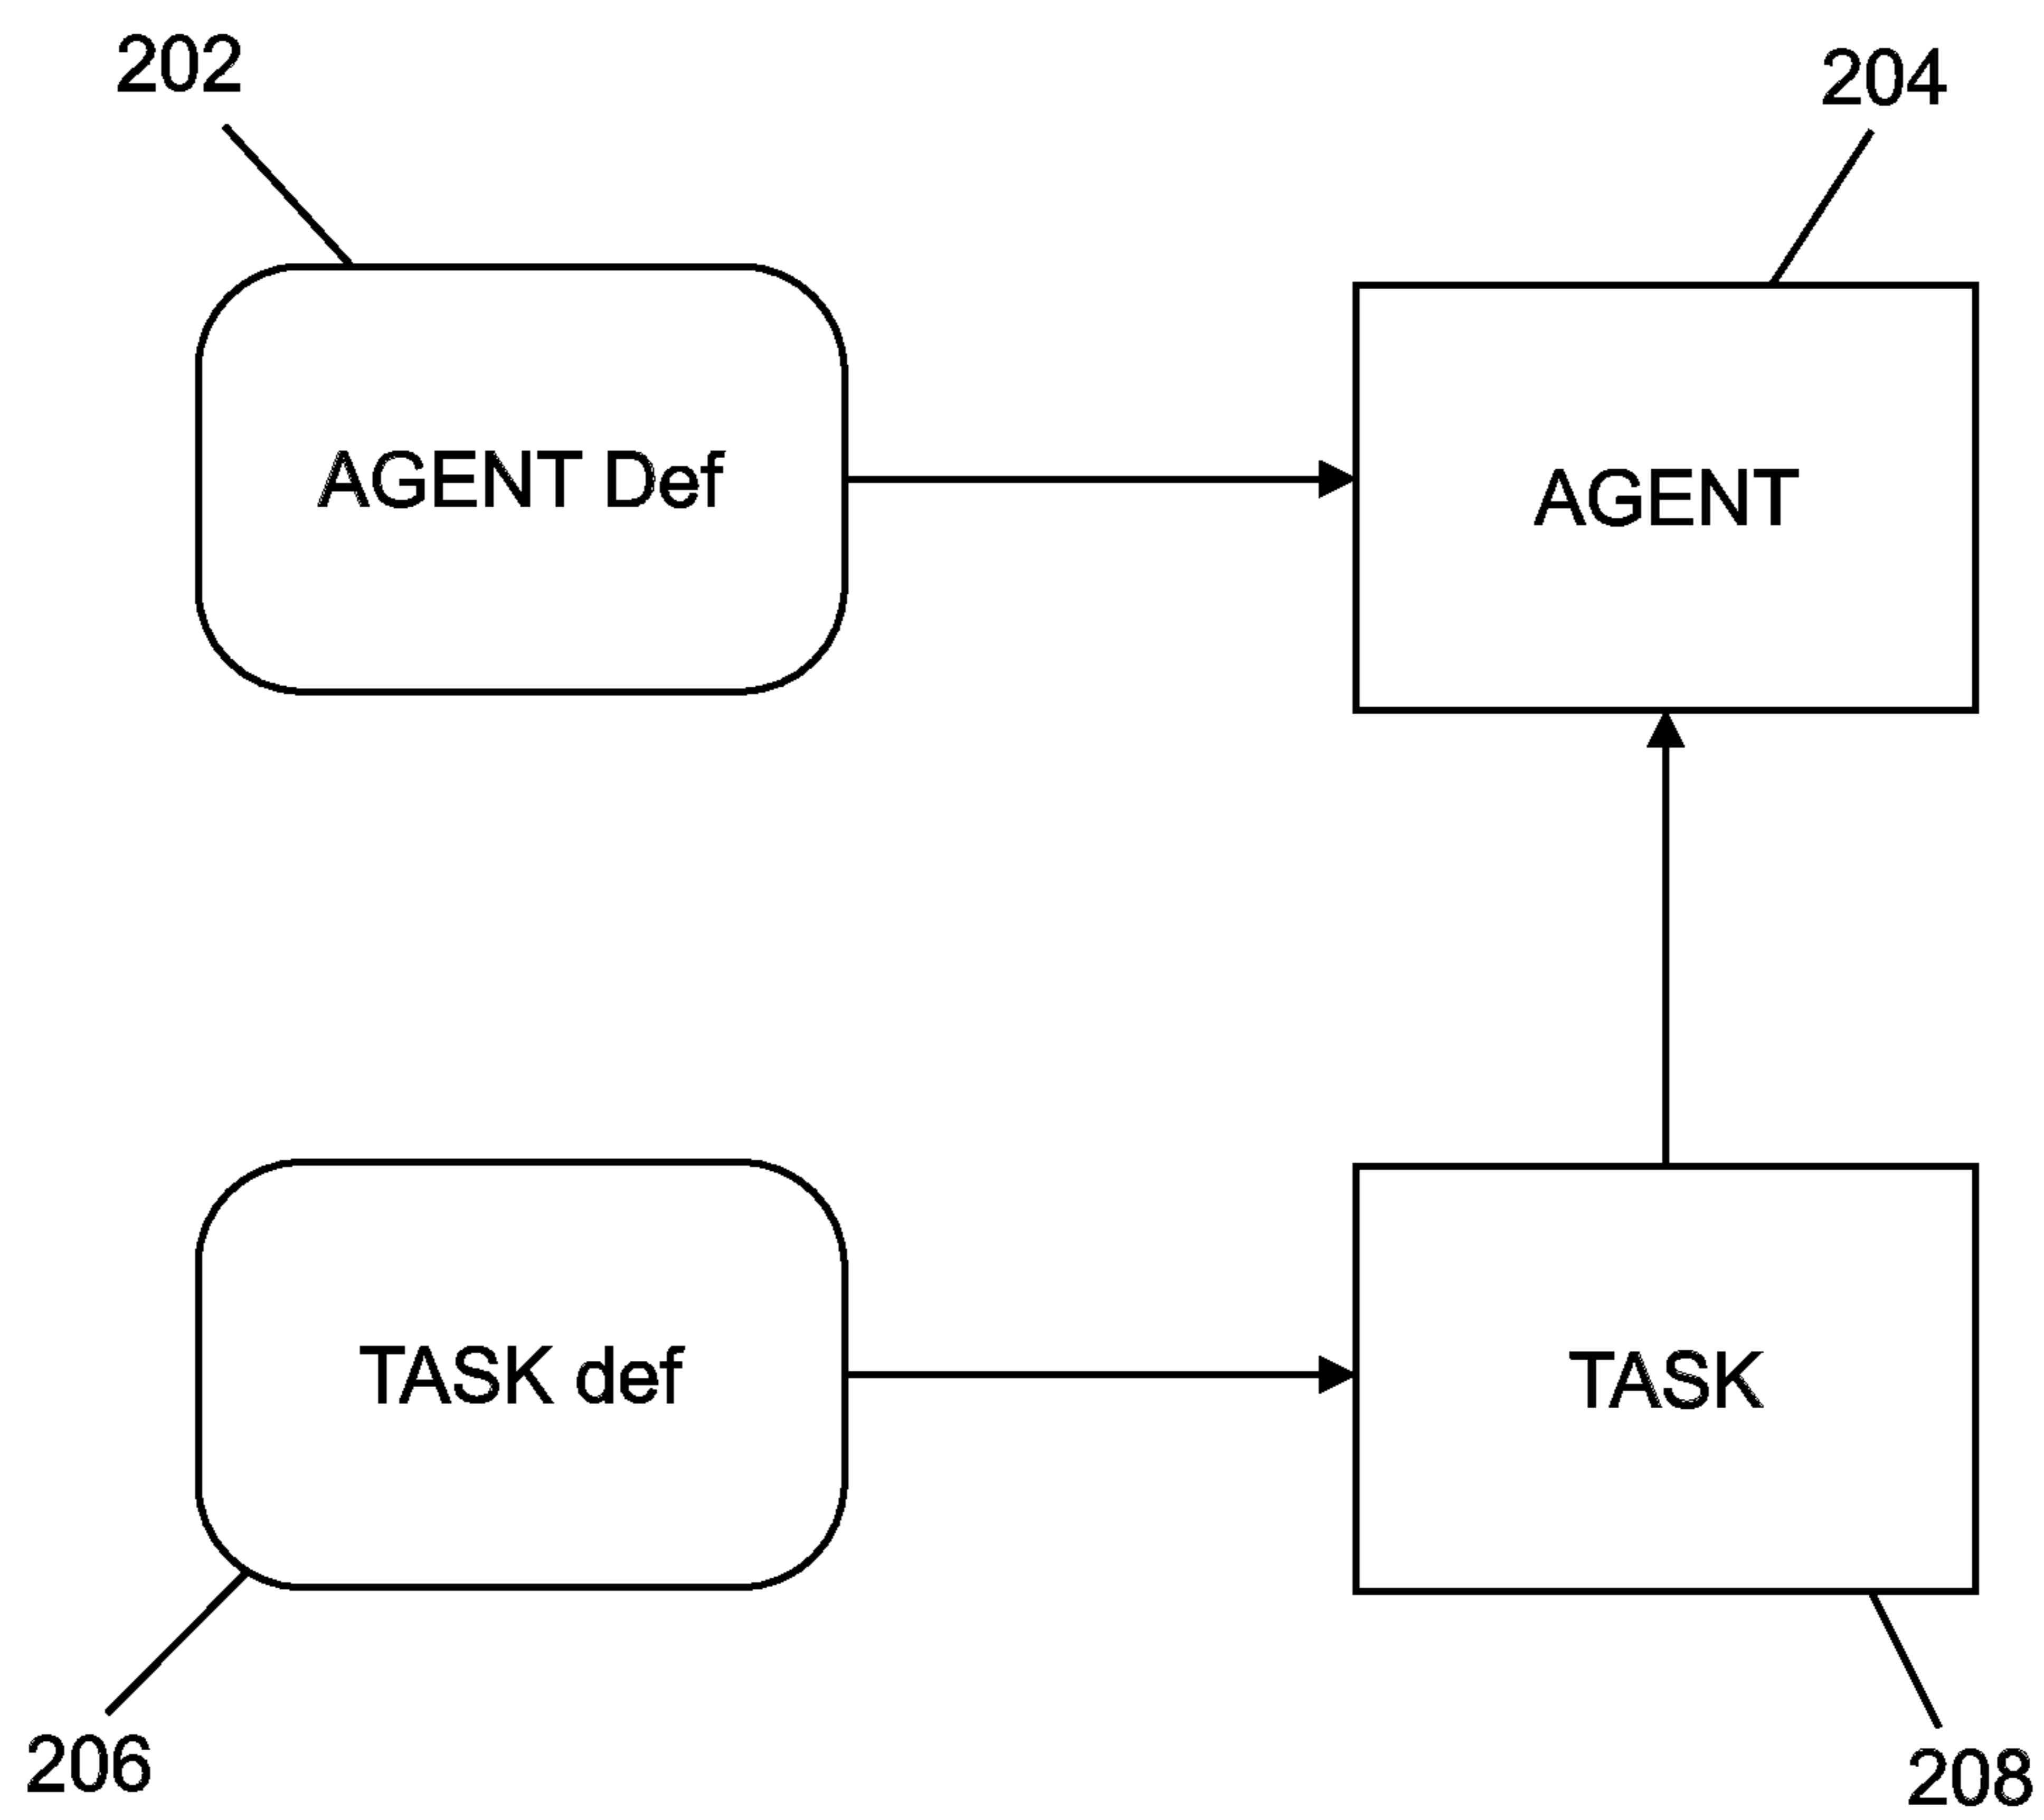 202
204
AGENT Def
AGENT
TASK def
TASK
206
208